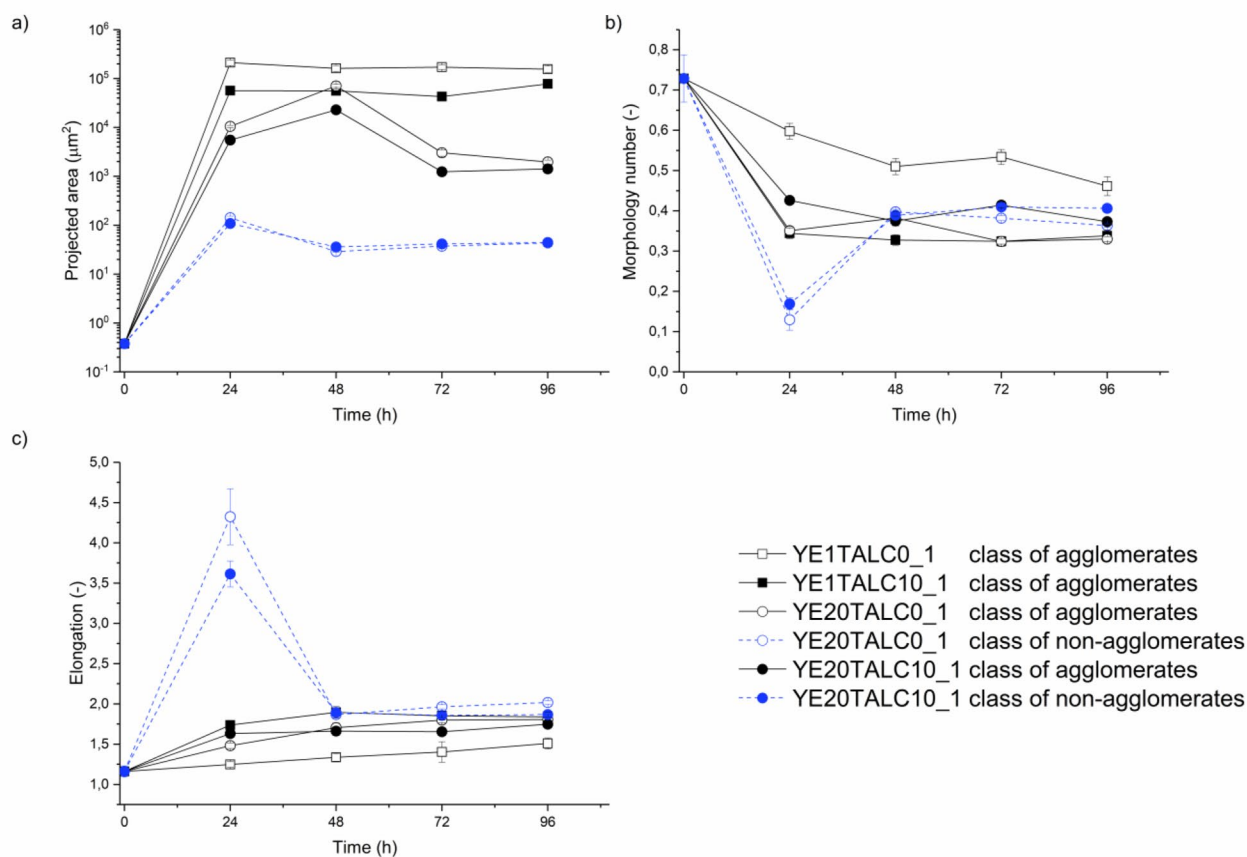 a)
10⁶
10⁵
10⁴
10³
10²
10¹
10⁰
10⁻¹
Projected area (μm²)
0 24 48 72 96
Time (h)
b)
0,8
0,7
0,6
0,5
0,4
0,3
0,2
0,1
0,0
Morphology number (-)
0 24 48 72 96
Time (h)
c)
5,0
4,5
4,0
3,5
3,0
2,5
2,0
1,5
1,0
Elongation (-)
0 24 48 72 96
Time (h)
YE1TALC0_1 class of agglomerates
YE1TALC10_1 class of agglomerates
YE20TALC0_1 class of agglomerates
YE20TALC0_1 class of non-agglomerates
YE20TALC10_1 class of agglomerates
YE20TALC10_1 class of non-agglomerates